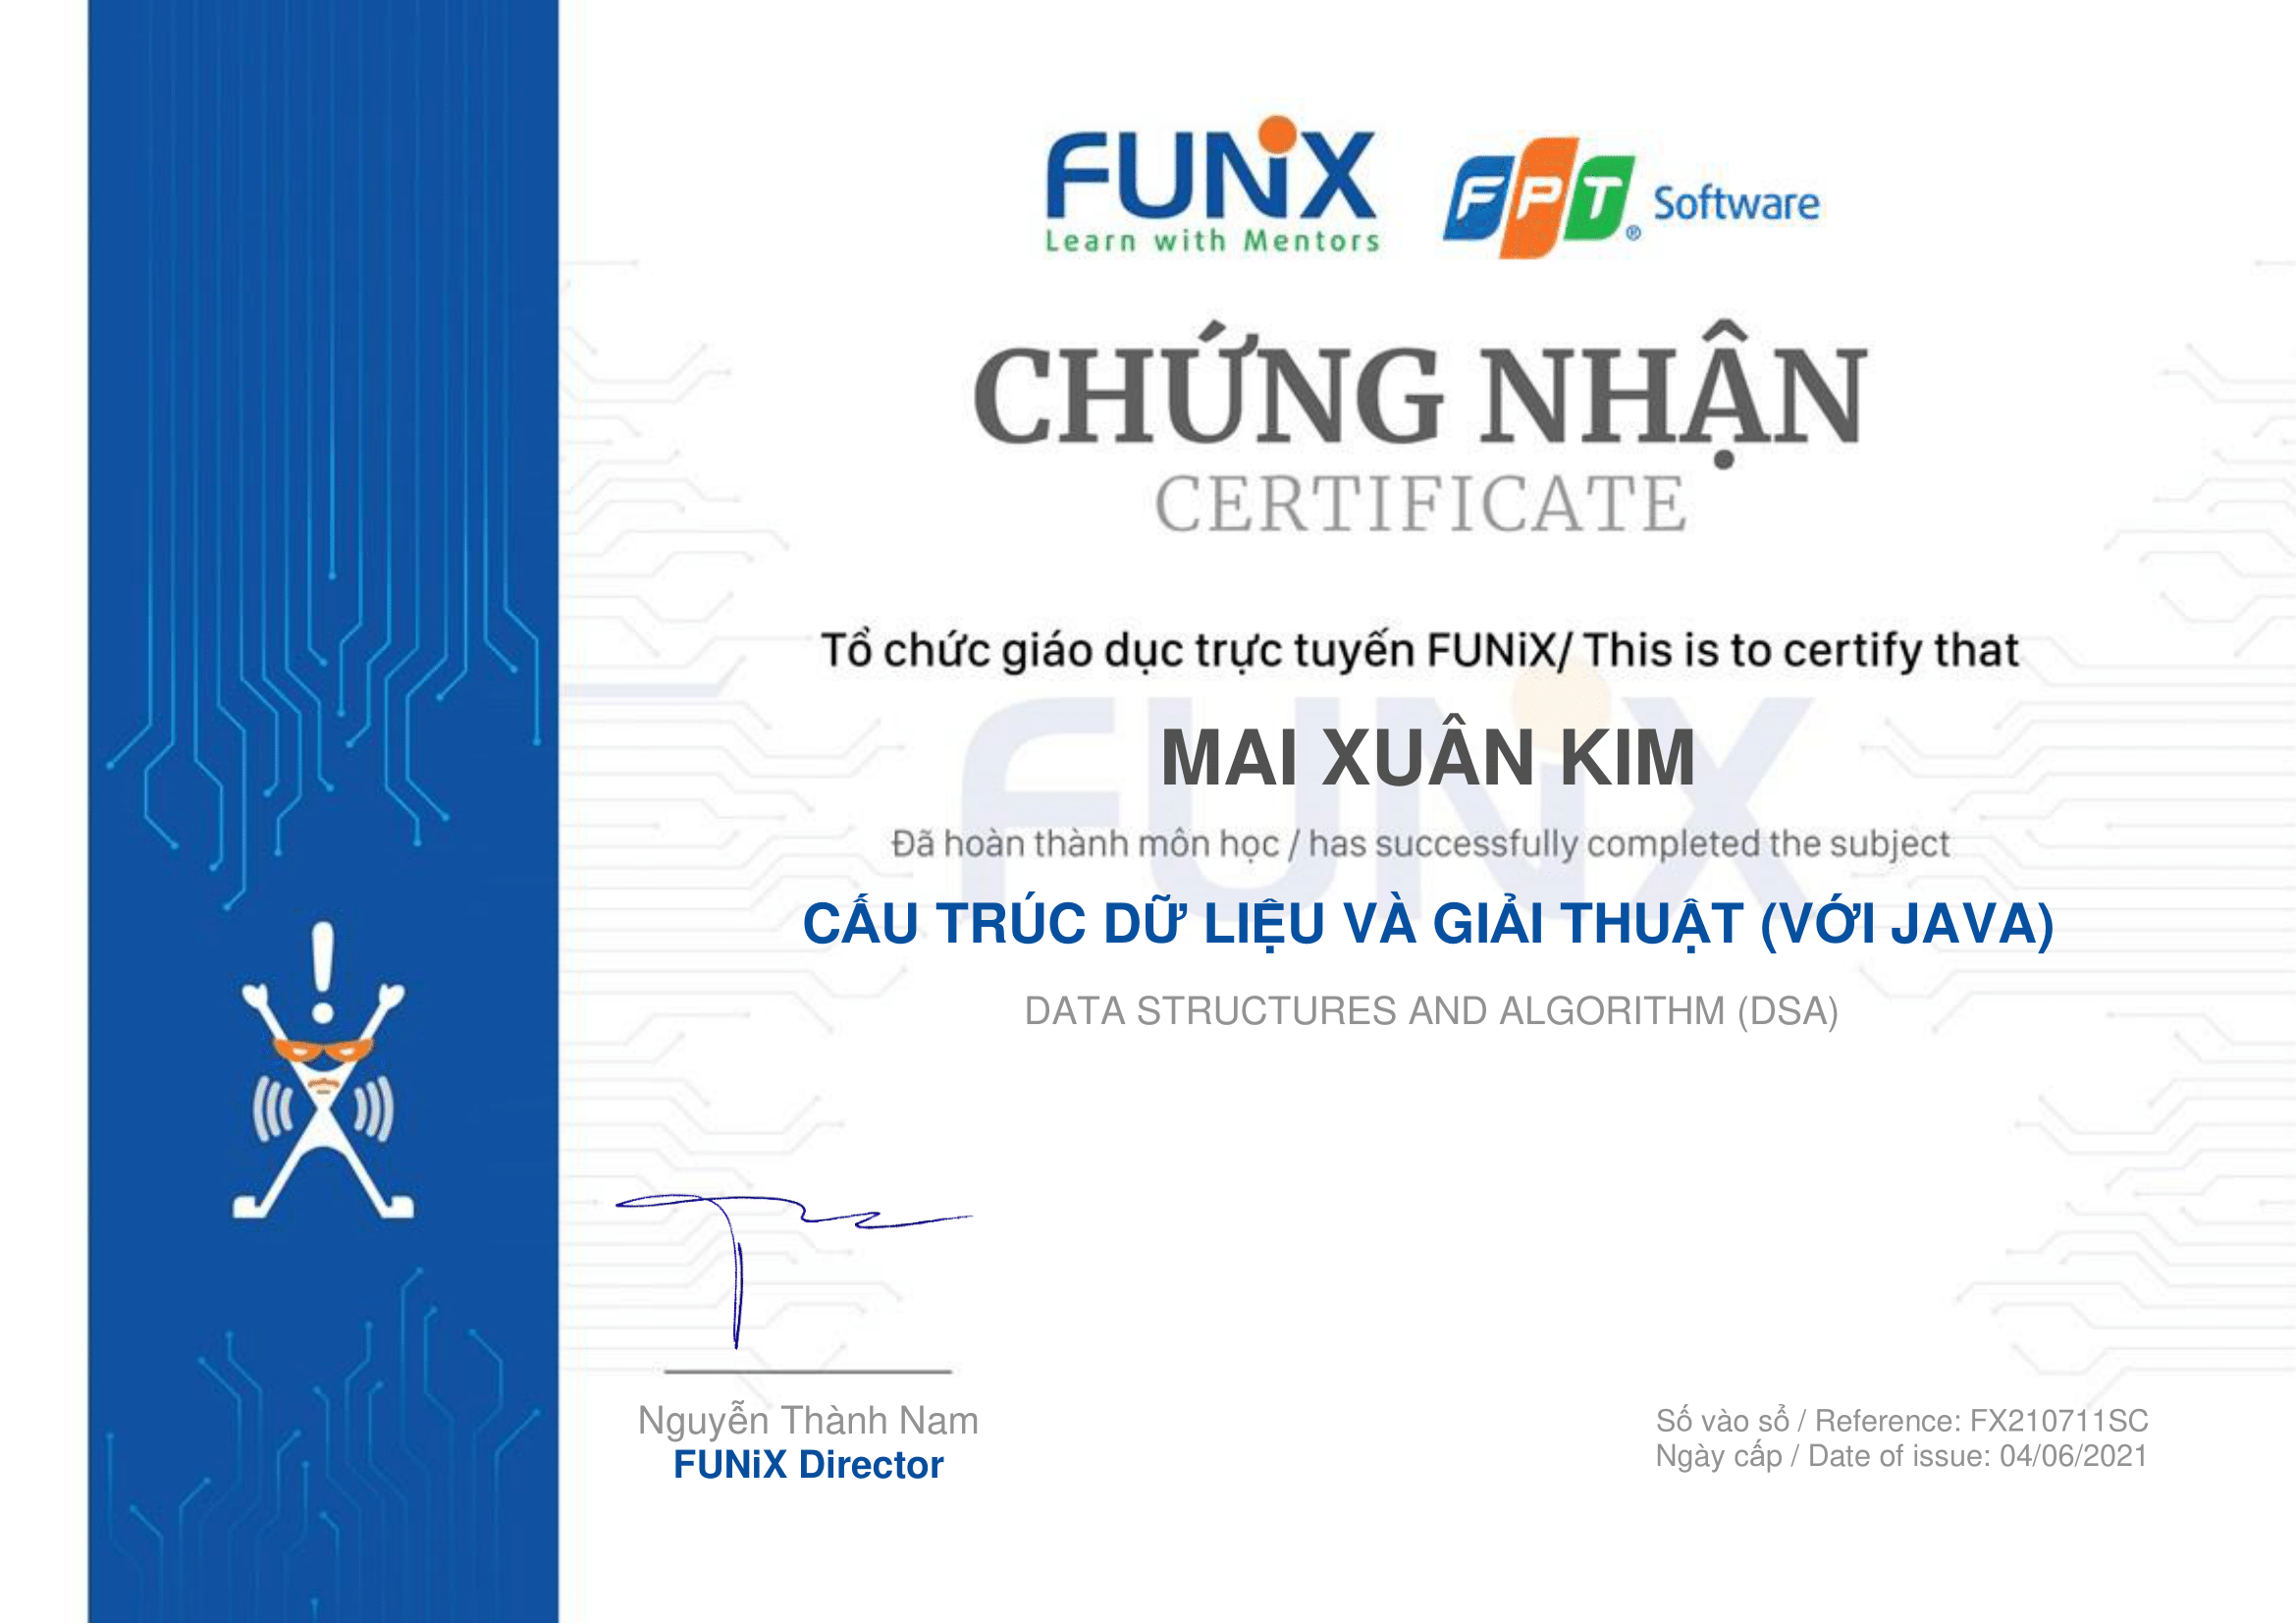 FUNiX
Learn with Mentors
FPT® Software
CHỨNG NHẬN
CERTIFICATE
Tổ chức giáo dục trực tuyến FUNiX/ This is to certify that
MAI XUÂN KIM
Đã hoàn thành môn học / has successfully completed the subject
CẤU TRÚC DỮ LIỆU VÀ GIẢI THUẬT (VỚI JAVA)
DATA STRUCTURES AND ALGORITHM (DSA)
Nguyễn Thành Nam
FUNiX Director
Số vào sổ / Reference: FX210711SC
Ngày cấp / Date of issue: 04/06/2021